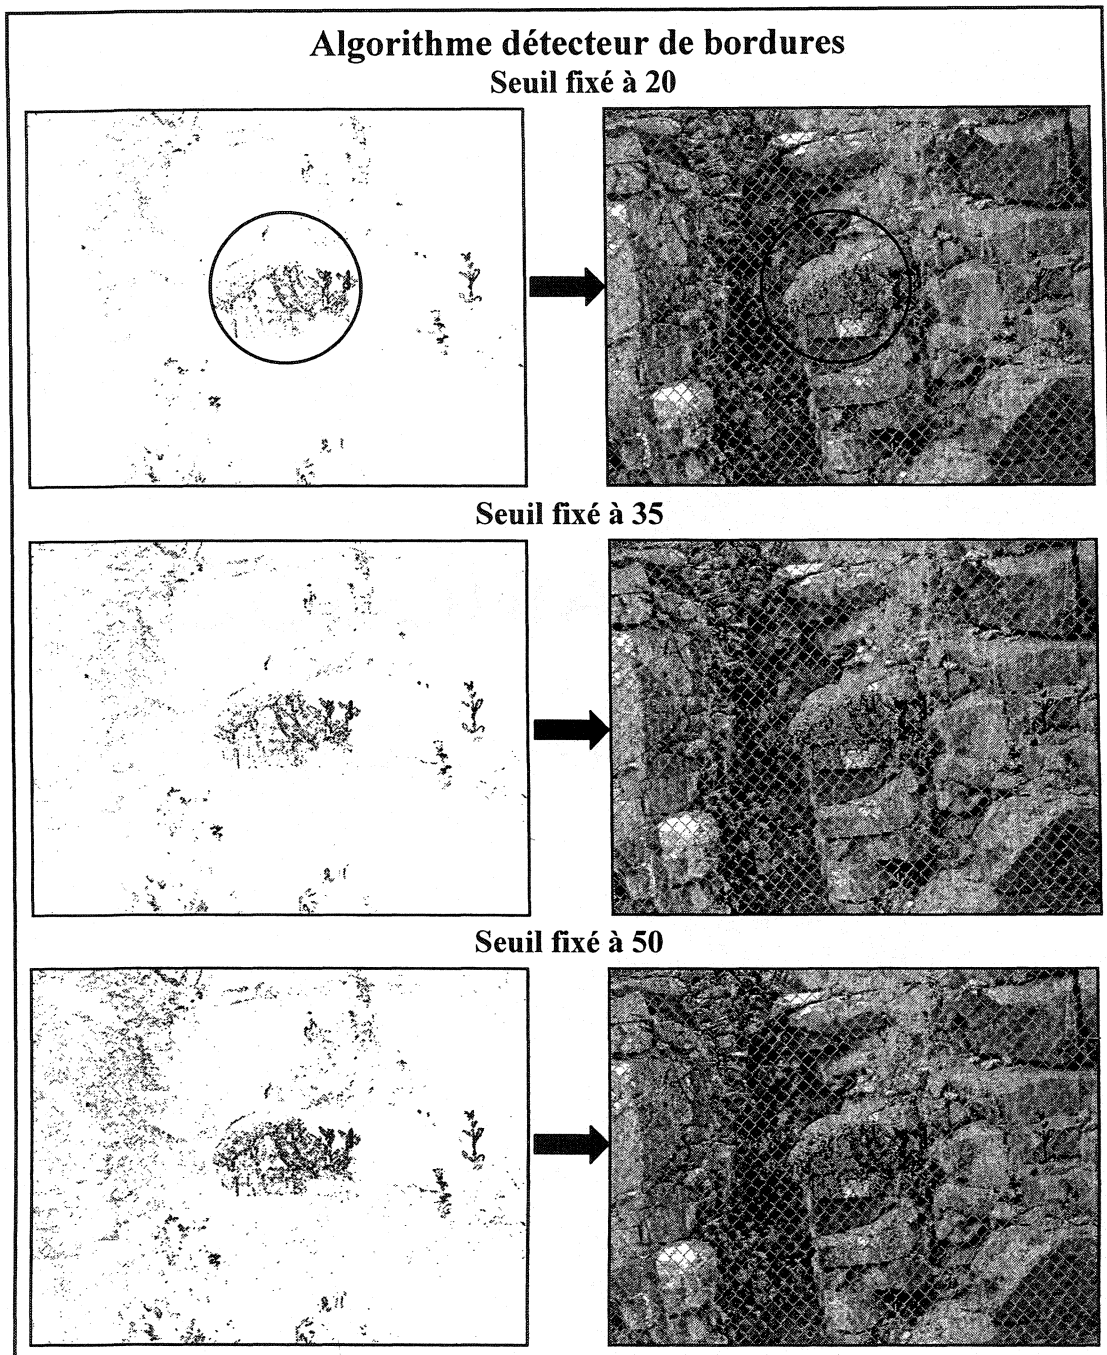 Algorithme détecteur de bordures
Seuil fixé à 20
Seuil fixé à 35
Seuil fixé à 50